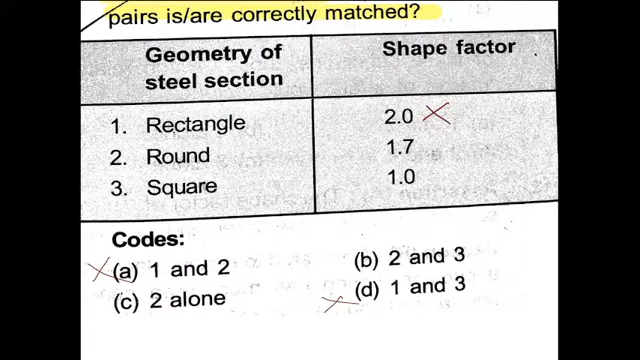 pairs is/are correctly matched?
Geometry of steel section Shape factor
1. Rectangle 2.0
2. Round 1.7
3. Square 1.0
Codes:
(a) 1 and 2 (b) 2 and 3
(c) 2 alone (d) 1 and 3